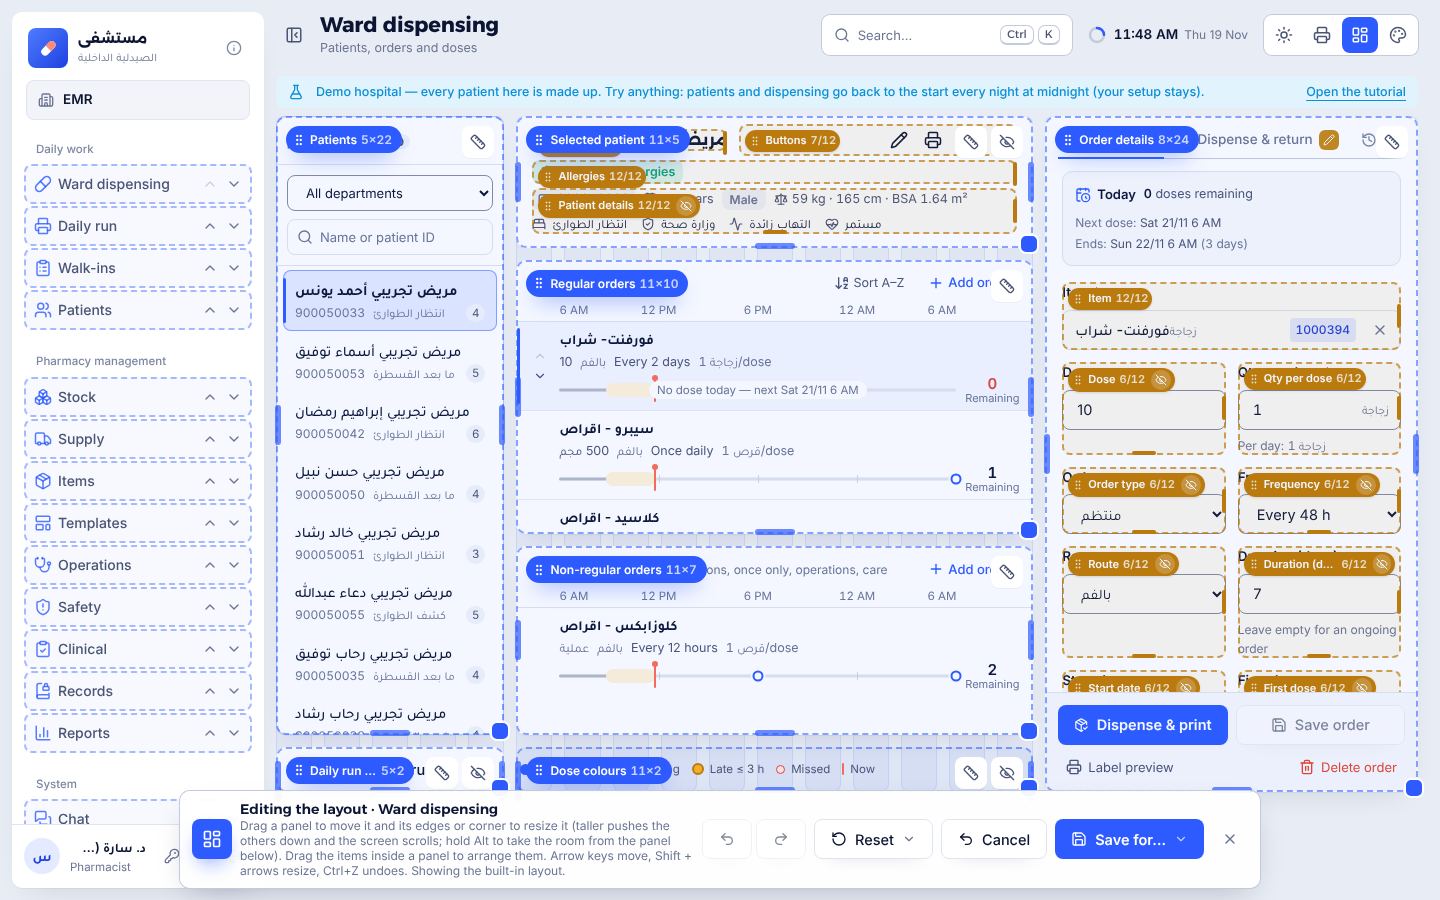 مستشفى
الصيدلية الداخلية
EMR
Daily work
Ward dispensing
Daily run
Walk-ins
Patients
Pharmacy management
Stock
Supply
Items
Templates
Operations
Safety
Clinical
Records
Reports
System
Chat
د. سارة (...
Pharmacist
س
Ward dispensing
Patients, orders and doses
Search...
Ctrl K
11:48 AM Thu 19 Nov
Demo hospital — every patient here is made up. Try anything: patients and dispensing go back to the start every night at midnight (your setup stays).
Open the tutorial
Patients 5×22
All departments
Name or patient ID
مريض تجريبي أحمد يونس
900050033 انتظار الطوارئ 4
مريض تجريبي أسماء توفيق
900050053 ما بعد القسطرة 5
مريض تجريبي إبراهيم رمضان
900050042 انتظار الطوارئ 6
مريض تجريبي حسن نبيل
900050050 ما بعد القسطرة 4
مريض تجريبي خالد رشاد
900050051 انتظار الطوارئ 3
مريض تجريبي دعاء عبدالله
900050055 كشف الطوارئ 5
مريض تجريبي رحاب توفيق
900050035 ما بعد القسطرة 4
مريض تجريبي رحاب رشاد
Daily run ... 5×2
Selected patient 11×5
Buttons 7/12
Allergies 12/12
Patient details 12/12
Male
59 kg · 165 cm · BSA 1.64 m²
انتظار الطوارئ وزارة صحة التهاب زائدة مستمر
Regular orders 11×10
Sort A–Z
6 AM 12 PM 6 PM 12 AM 6 AM
فورفنت- شراب
10 بالفم Every 2 days 1 زجاجة/dose
No dose today — next Sat 21/11 6 AM
0
Remaining
سيبرو - اقراص
500 مجم بالفم Once daily 1 قرص/dose
1
Remaining
كلاسيد - اقراص
Non-regular orders 11×7
once only, operations, care
6 AM 12 PM 6 PM 12 AM 6 AM
كلوزابكس - اقراص
عملية بالفم Every 12 hours 1 قرص/dose
2
Remaining
Dose colours 11×2
Late ≤ 3 h
Missed
Now
Order details 8×24
Dispense & return
Today 0 doses remaining
Next dose: Sat 21/11 6 AM
Ends: Sun 22/11 6 AM (3 days)
Item 12/12
فورفنت- شراب زجاجة 1000394
Dose 6/12
10
Qty per dose 6/12
1 زجاجة
Per day: 1 زجاجة
Order type 6/12
منتظم
Frequency 6/12
Every 48 h
Route 6/12
بالفم
Duration (d... 6/12
7
Leave empty for an ongoing order
Start date 6/12
First dose 6/12
Dispense & print
Save order
Label preview
Delete order
Editing the layout · Ward dispensing
Drag a panel to move it and its edges or corner to resize it (taller pushes the
others down and the screen scrolls; hold Alt to take the room from the panel
below). Drag the items inside a panel to arrange them. Arrow keys move, Shift +
arrows resize, Ctrl+Z undoes. Showing the built-in layout.
Reset
Cancel
Save for...